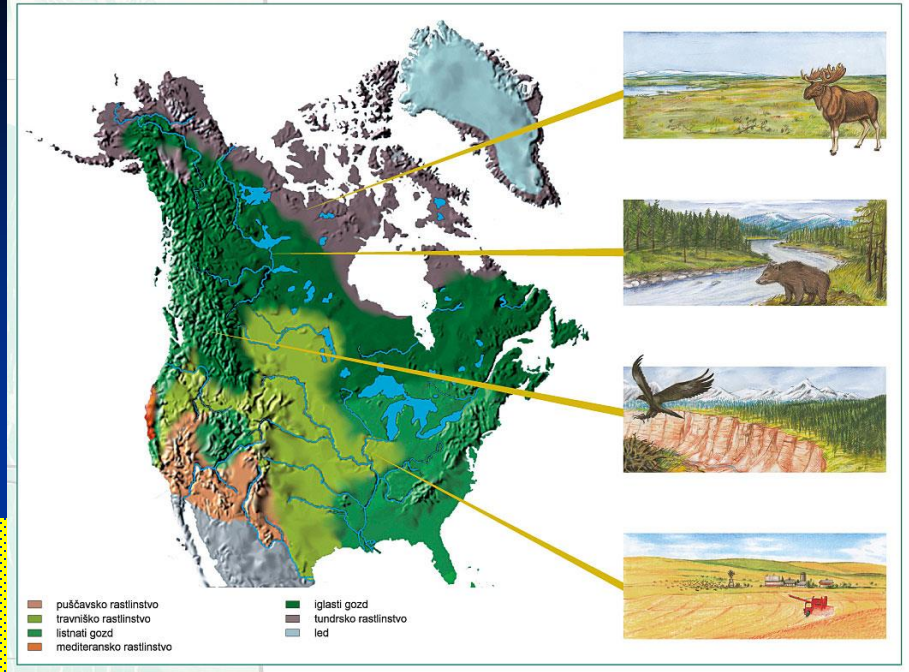 puščavsko rastlinstvo
travniško rastlinstvo
listnati gozd
mediteransko rastlinstvo
iglasti gozd
tundrsko rastlinstvo
led